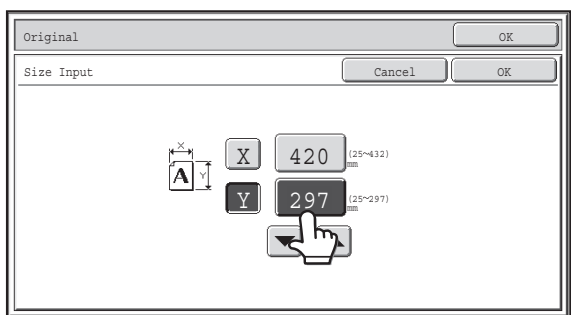 Original OK
Size Input Cancel OK
X
X 420 (25~432)
mm
A Y
Y 297 (25~297)
mm